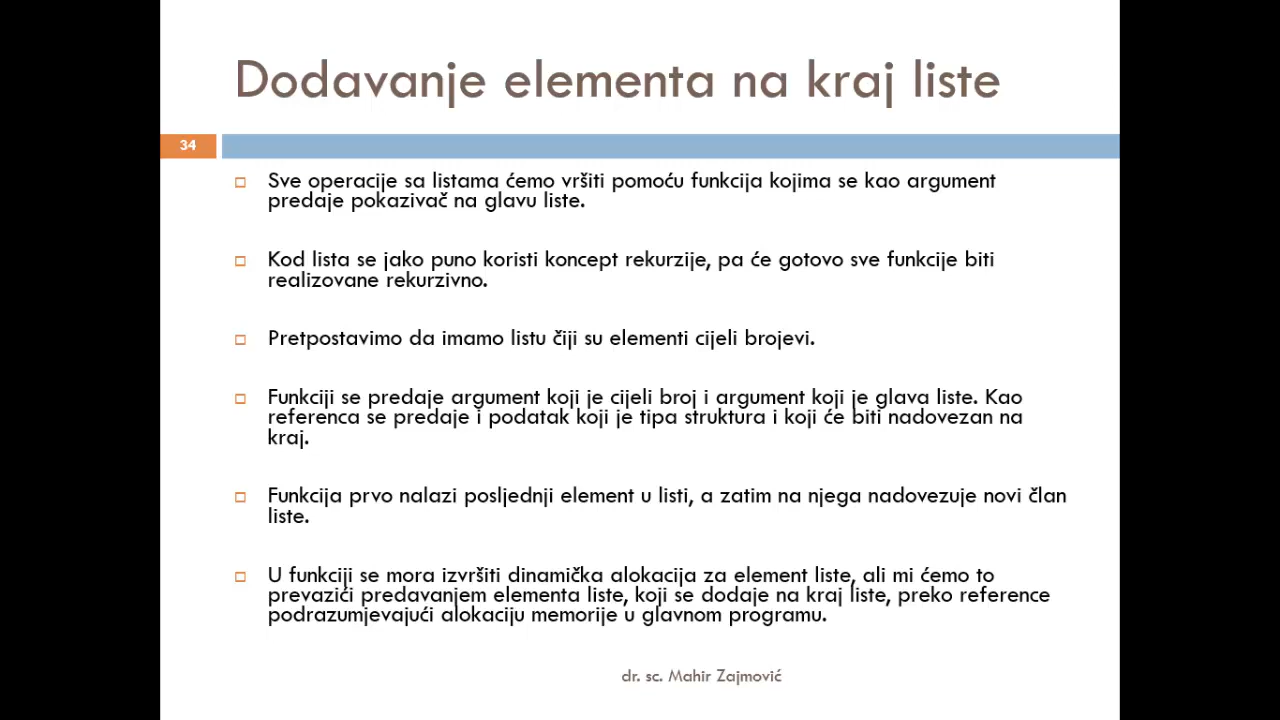 Dodavanje elementa na kraj liste
34
Sve operacije sa listama ćemo vršiti pomoću funkcija kojima se kao argument
predaje pokazivač na glavu liste.
Kod lista se jako puno koristi koncept rekurzije, pa će gotovo sve funkcije biti
realizovane rekurzivno.
Pretpostavimo da imamo listu čiji su elementi cijeli brojevi.
Funkciji se predaje argument koji je cijeli broj i argument koji je glava liste. Kao
referenca se predaje i podatak koji je tipa struktura i koji će biti nadovezan na
kraj.
Funkcija prvo nalazi posljednji element u listi, a zatim na njega nadovezuje novi član
liste.
U funkciji se mora izvršiti dinamička alokacija za element liste, ali mi ćemo to
prevazići predavanjem elementa liste, koji se dodaje na kraj liste, preko reference
podrazumjevajući alokaciju memorije u glavnom programu.
dr. sc. Mahir Zajmović